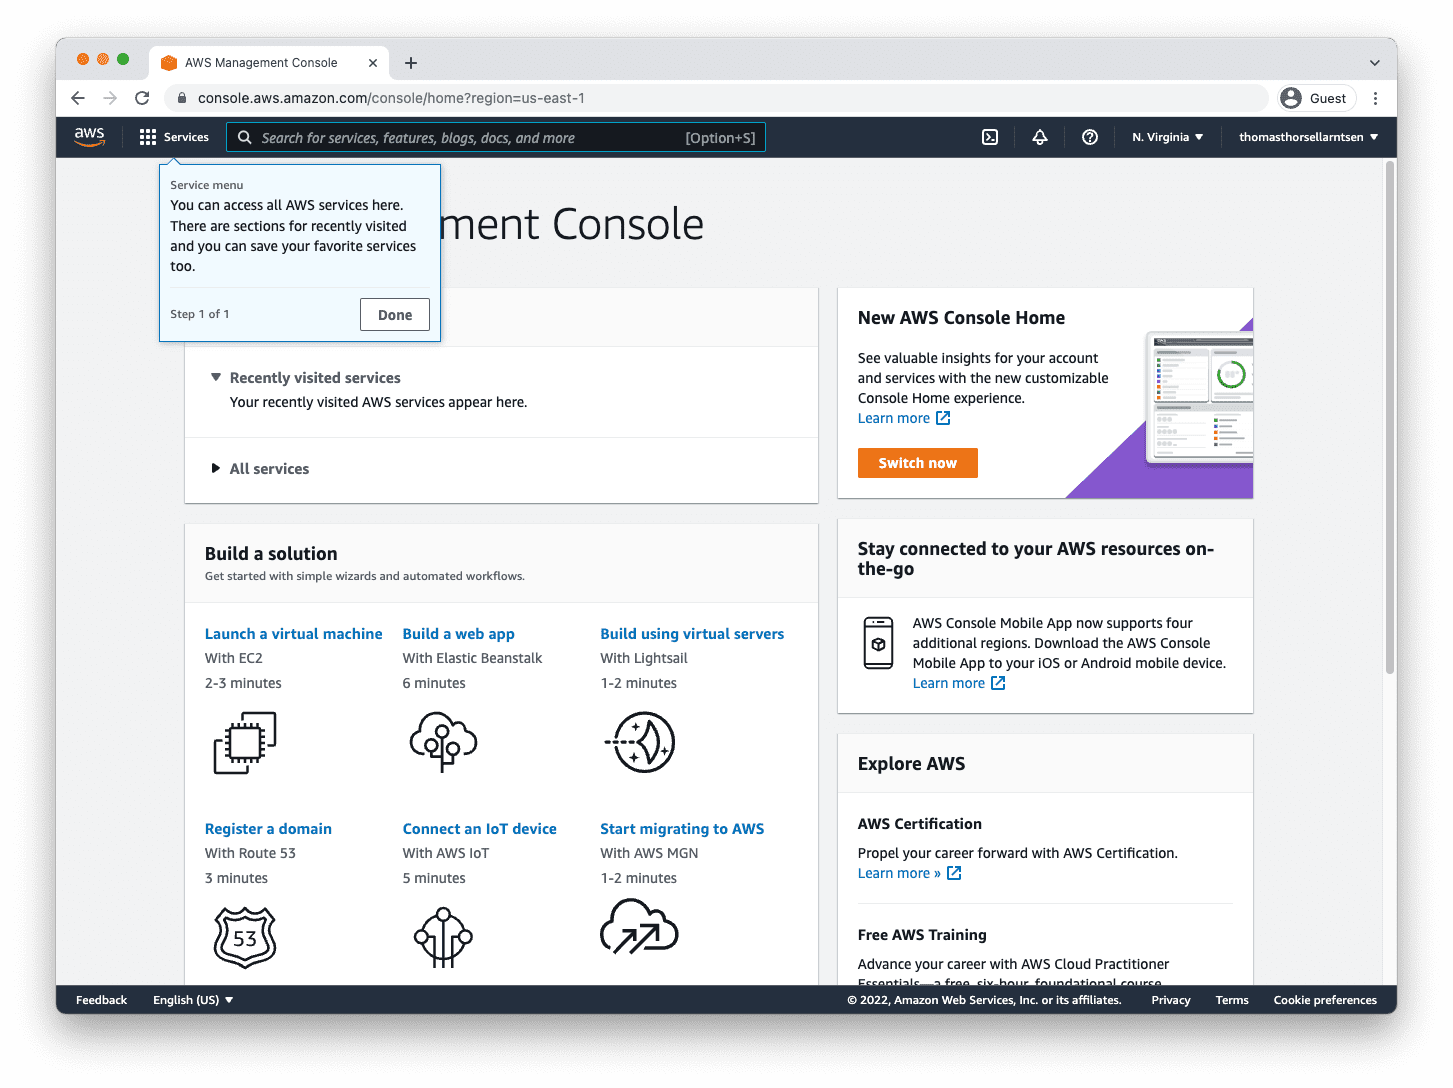 AWS Management Console
console.aws.amazon.com/console/home?region=us-east-1
Guest
aws
Services
Search for services, features, blogs, docs, and more
[Option+S]
N. Virginia
thomasthorsellarntsen
Service menu
You can access all AWS services here.
There are sections for recently visited
and you can save your favorite services
too.
Step 1 of 1
Done
ment Console
Recently visited services
Your recently visited AWS services appear here.
All services
New AWS Console Home
See valuable insights for your account
and services with the new customizable
Console Home experience.
Learn more
Switch now
Build a solution
Get started with simple wizards and automated workflows.
Launch a virtual machine
With EC2
2-3 minutes
Build a web app
With Elastic Beanstalk
6 minutes
Build using virtual servers
With Lightsail
1-2 minutes
Register a domain
With Route 53
3 minutes
53
Connect an IoT device
With AWS IoT
5 minutes
Start migrating to AWS
With AWS MGN
1-2 minutes
Stay connected to your AWS resources on-
the-go
AWS Console Mobile App now supports four
additional regions. Download the AWS Console
Mobile App to your iOS or Android mobile device.
Learn more
Explore AWS
AWS Certification
Propel your career forward with AWS Certification.
Learn more »
Free AWS Training
Advance your career with AWS Cloud Practitioner
Essentials—a free, six-hour, foundational course.
Feedback
English (US)
© 2022, Amazon Web Services, Inc. or its affiliates.
Privacy
Terms
Cookie preferences